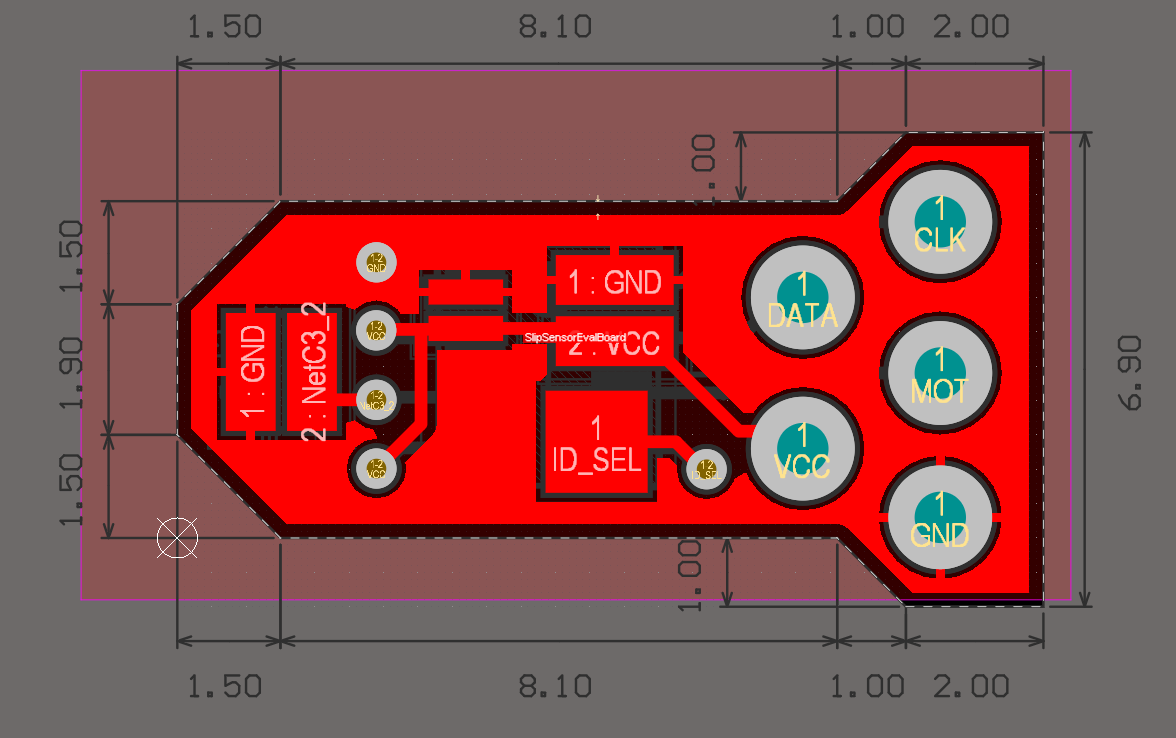 1.50 8.10 1.00 2.00
1.00
1
CLK
1-2
GND
1.50
1 : GND
1
DATA
1-2
VCC
SlipSensorEvalBoard
2 : VCC
1 : GND
2 : NetC3_2
1
MOT
1.90
6.90
NetC3_2
1
ID_SEL
1
VCC
1-2
VCC
1-2
ID_SEL
1.50
1
GND
1.00
1.50 8.10 1.00 2.00